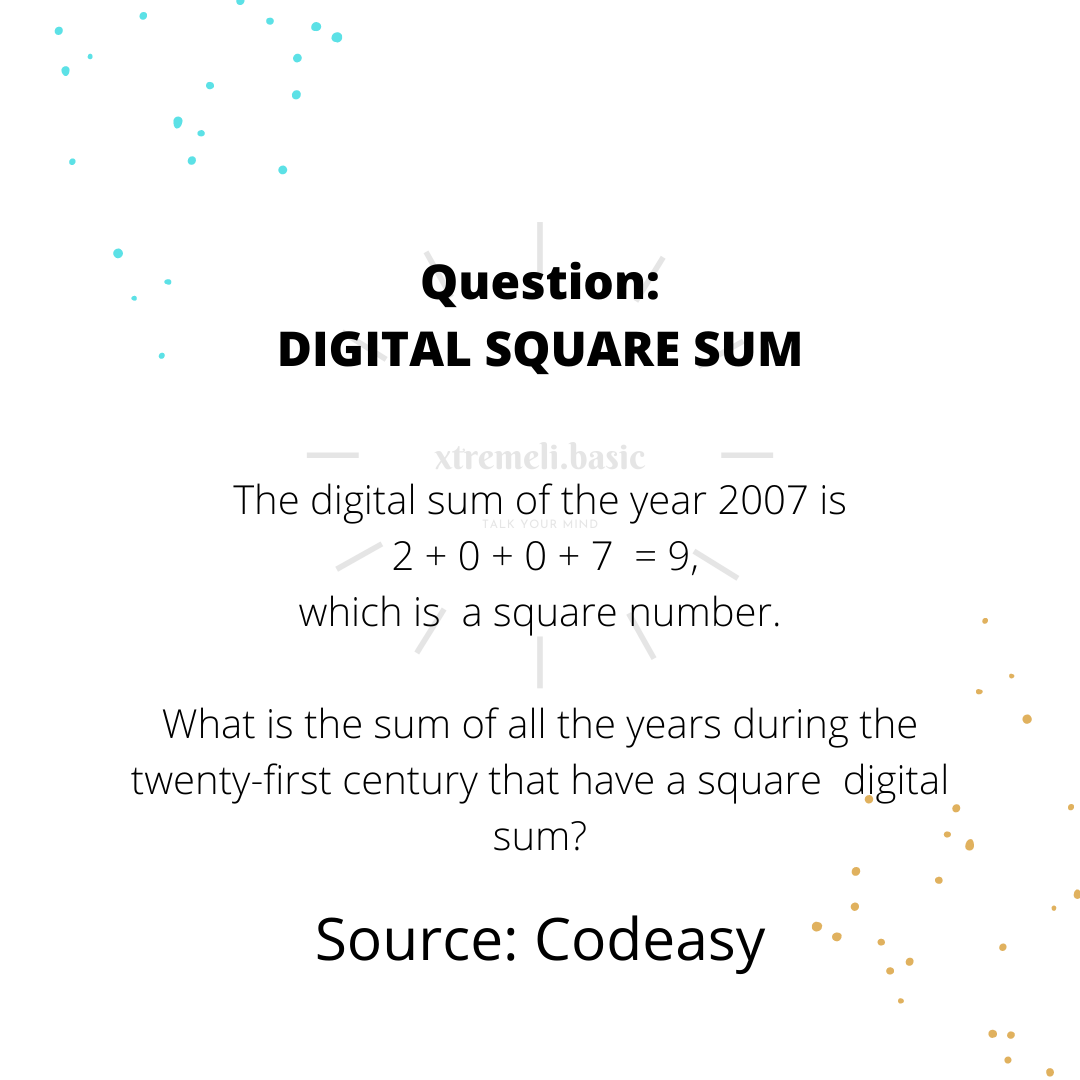 Question:
DIGITAL SQUARE SUM
xtremeli.basic
The digital sum of the year 2007 is
TALK YOUR MIND
2 + 0 + 0 + 7 = 9,
which is a square number.
What is the sum of all the years during the
twenty-first century that have a square digital
sum?
Source: Codeasy